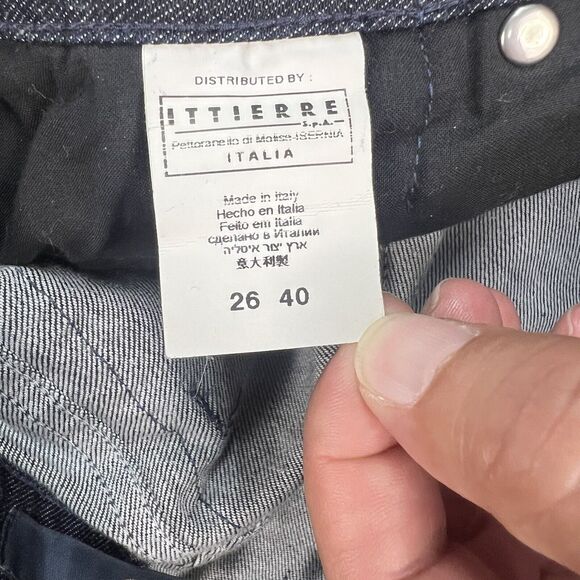 DISTRIBUTED BY :
ITTIERRE
S.p.A.
Pettoranello di Molise-ISERNIA
ITALIA
Made in Italy
Hecho en Italia
Feito em Itália
сделано в Италии
ארץ יצור איטליה
意大利製
26 40